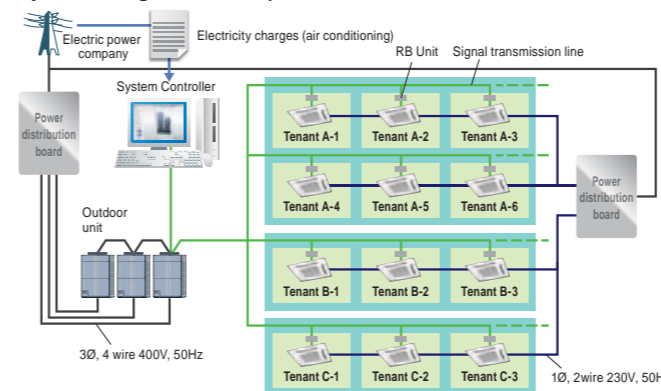 Electric power
company
Electricity charges (air conditioning)
RB Unit
Signal transmission line
System Controller
Power
distribution
board
Tenant A-1
Tenant A-2
Tenant A-3
Tenant A-4
Tenant A-5
Tenant A-6
Power
distribution
board
Outdoor
unit
Tenant B-1
Tenant B-2
Tenant B-3
3Ø, 4 wire 400V, 50Hz
Tenant C-1
Tenant C-2
Tenant C-3
1Ø, 2wire 230V, 50H